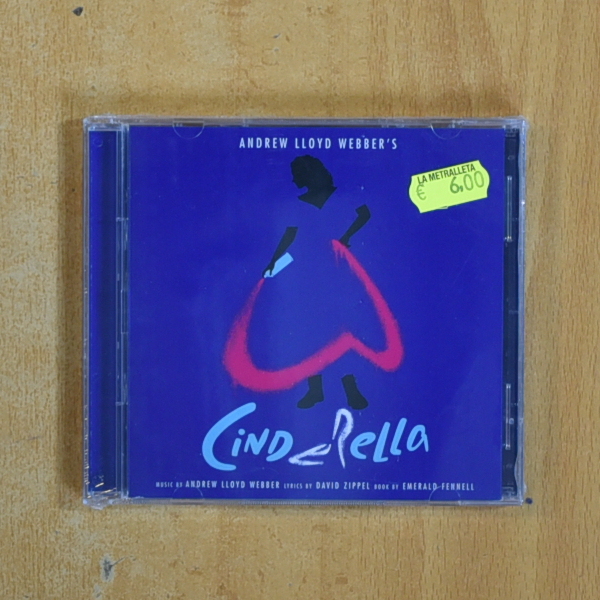 ANDREW LLOYD WEBBER'S
LA METRALLETA
€ 6,00
CINDERELLA
MUSIC BY ANDREW LLOYD WEBBER LYRICS BY DAVID ZIPPEL BOOK BY EMERALD FENNELL